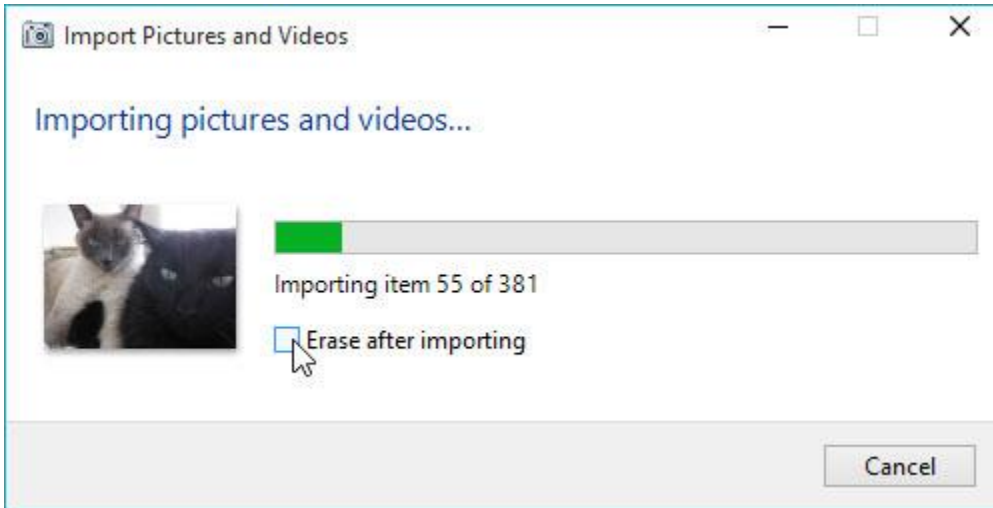 Import Pictures and Videos
Importing pictures and videos...
Importing item 55 of 381
Erase after importing
Cancel